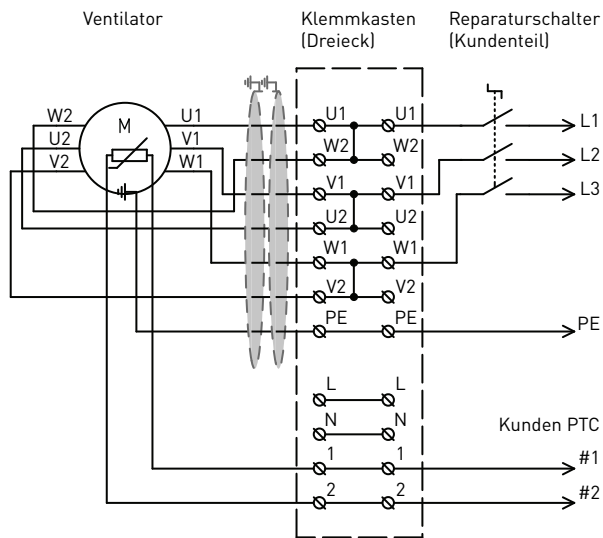 Ventilator
Klemmkasten
(Dreieck)
Reparaturschalter
(Kundenteil)
W2
U2
V2
M
U1
V1
W1
U1 U1
W2 W2
V1 V1
U2 U2
W1 W1
V2 V2
PE PE
L L
N N
1 1
2 2
L1
L2
L3
PE
Kunden PTC
#1
#2